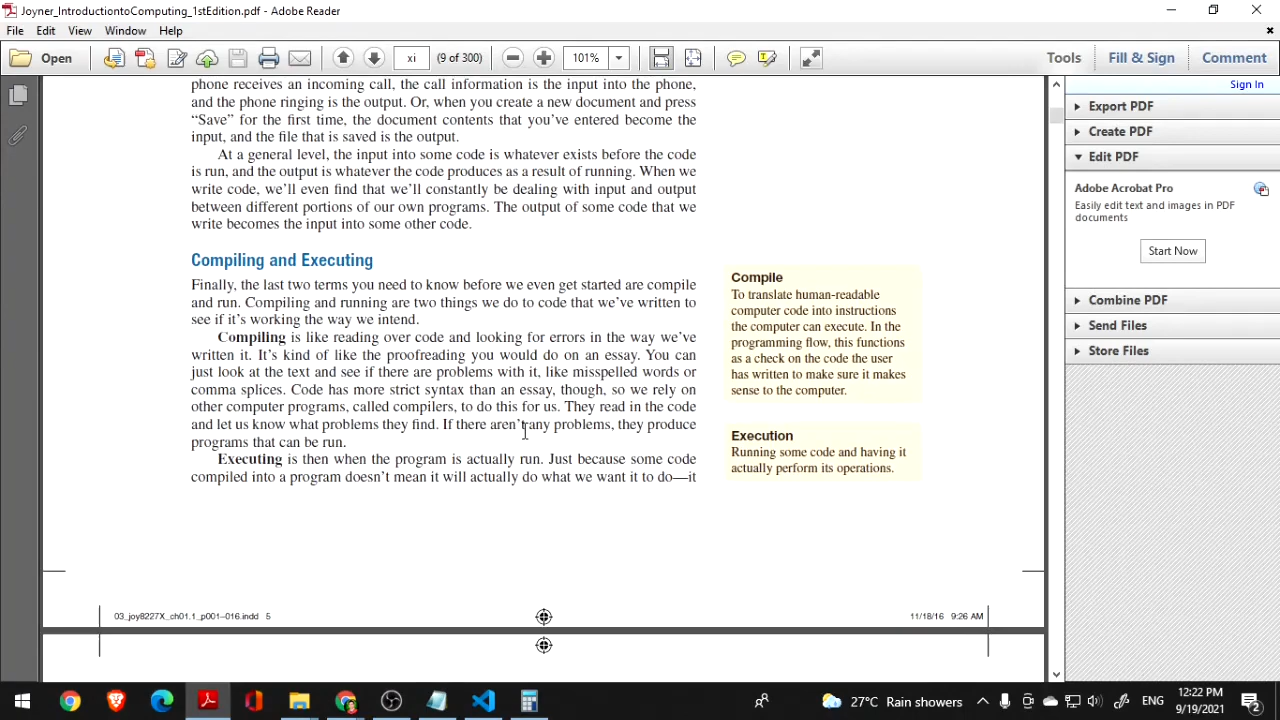 Joyner_IntroductiontoComputing_1stEdition.pdf - Adobe Reader
File Edit View Window Help
Open xi (9 of 300) 101% Tools Fill & Sign Comment
Sign In
phone receives an incoming call, the call information is the input into the phone,
and the phone ringing is the output. Or, when you create a new document and press
“Save” for the first time, the document contents that you’ve entered become the
input, and the file that is saved is the output.
At a general level, the input into some code is whatever exists before the code
is run, and the output is whatever the code produces as a result of running. When we
write code, we’ll even find that we’ll constantly be dealing with input and output
between different portions of our own programs. The output of some code that we
write becomes the input into some other code.
Compiling and Executing
Finally, the last two terms you need to know before we even get started are compile
and run. Compiling and running are two things we do to code that we’ve written to
see if it’s working the way we intend.
Compiling is like reading over code and looking for errors in the way we’ve
written it. It’s kind of like the proofreading you would do on an essay. You can
just look at the text and see if there are problems with it, like misspelled words or
comma splices. Code has more strict syntax than an essay, though, so we rely on
other computer programs, called compilers, to do this for us. They read in the code
and let us know what problems they find. If there aren’t any problems, they produce
programs that can be run.
Executing is then when the program is actually run. Just because some code
compiled into a program doesn’t mean it will actually do what we want it to do—it
Compile
To translate human-readable
computer code into instructions
the computer can execute. In the
programming flow, this functions
as a check on the code the user
has written to make sure it makes
sense to the computer.
Execution
Running some code and having it
actually perform its operations.
03_joy8227X_ch01.1_p001–016.indd 5
11/18/16 9:26 AM
Export PDF
Create PDF
Edit PDF
Adobe Acrobat Pro
Easily edit text and images in PDF
documents
Start Now
Combine PDF
Send Files
Store Files
27°C Rain showers
ENG
12:22 PM
9/19/2021
2